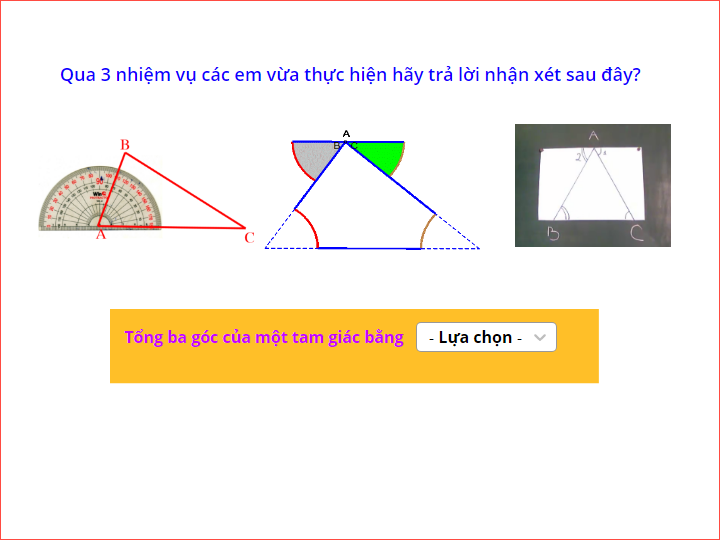 Qua 3 nhiệm vụ các em vừa thực hiện hãy trả lời nhận xét sau đây?
B
A
C
A
B
C
A
2
1
B
C
Tổng ba góc của một tam giác bằng - Lựa chọn -